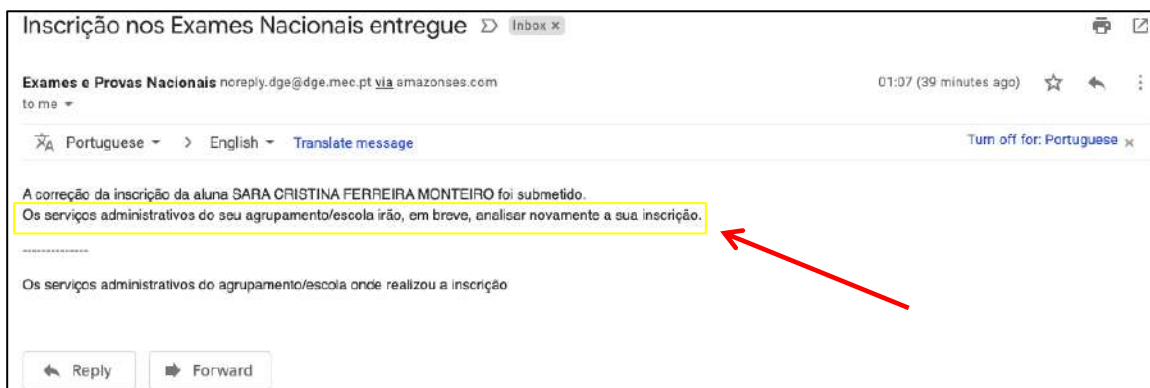 Inscrição nos Exames Nacionais entregue Inbox ×
Exames e Provas Nacionais noreply.dge@dge.mec.pt via amazonses.com 01:07 (39 minutes ago)
to me
Portuguese > English Translate message Turn off for: Portuguese ×
A correção da inscrição da aluna SARA CRISTINA FERREIRA MONTEIRO foi submetido.
Os serviços administrativos do seu agrupamento/escola irão, em breve, analisar novamente a sua inscrição.
--------------
Os serviços administrativos do agrupamento/escola onde realizou a inscrição
Reply Forward